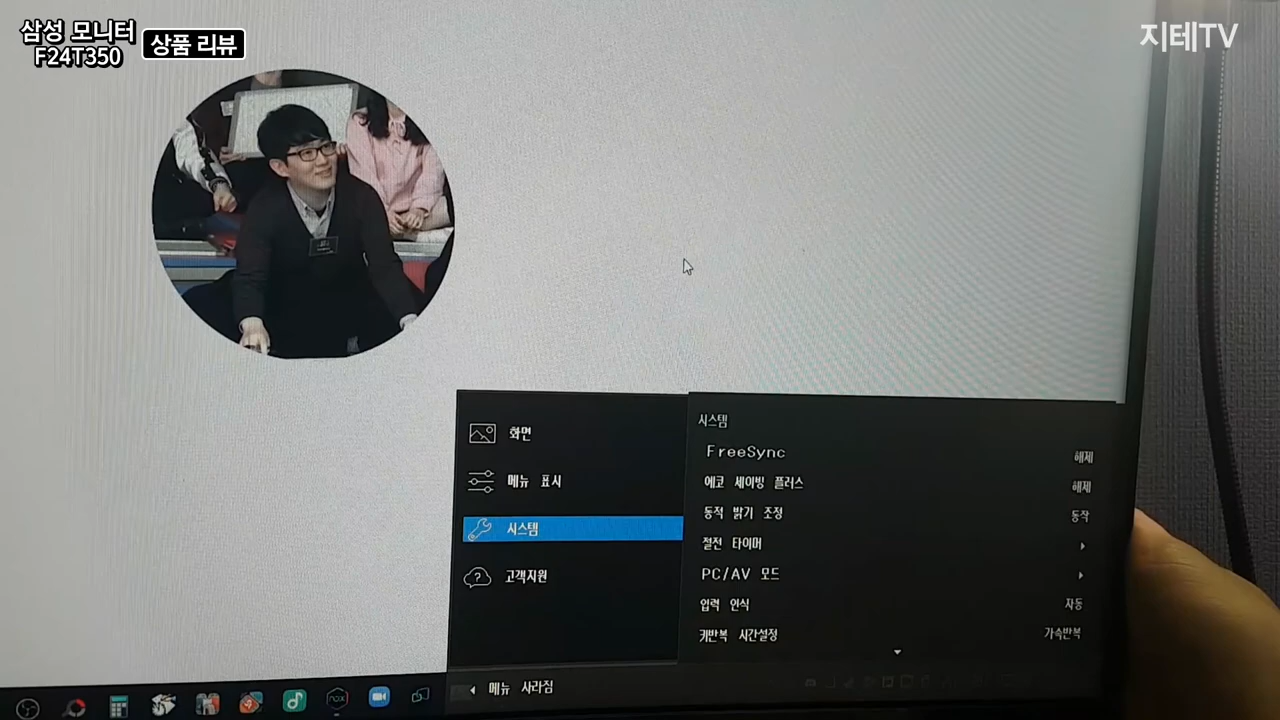 삼성 모니터
F24T350
상품 리뷰
지테TV
화면
메뉴 표시
시스템
고객지원
시스템
FreeSync 해제
에코 세이빙 플러스 해제
동적 밝기 조정 동작
절전 타이머
PC/AV 모드
입력 인식 자동
키반복 시간설정 가속반복
메뉴 사라짐
nox